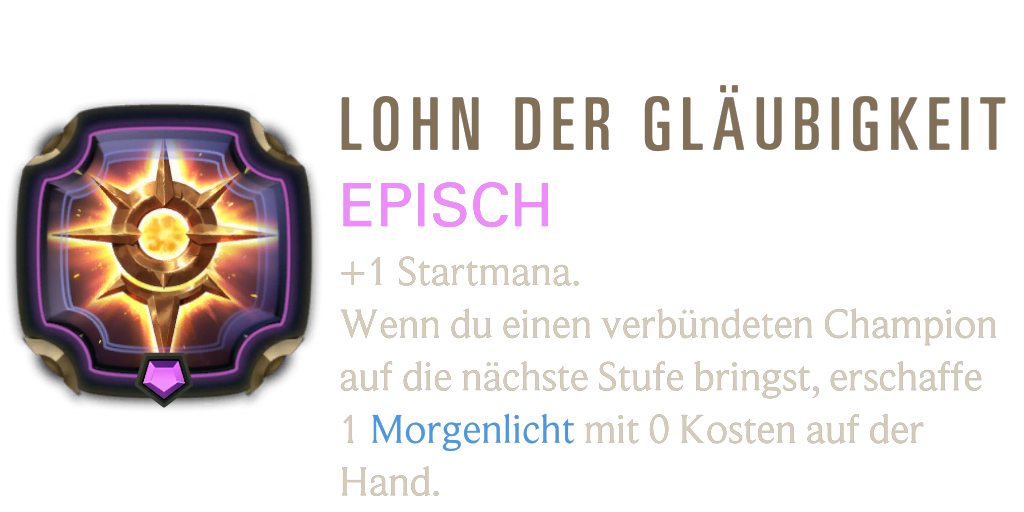 LOHN DER GLÄUBIGKEIT
EPISCH
+1 Startmana.
Wenn du einen verbündeten Champion
auf die nächste Stufe bringst, erschaffe
1 Morgenlicht mit 0 Kosten auf der
Hand.